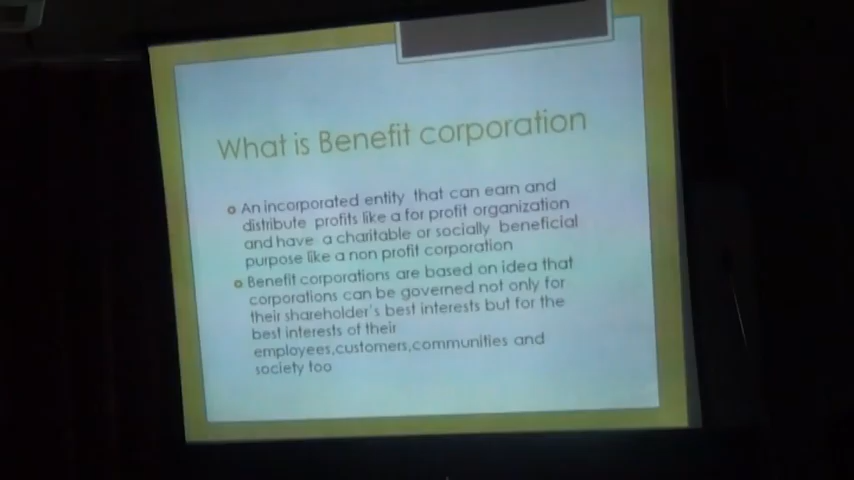 What is Benefit corporation
An incorporated entity that can earn and
distribute profits like a for profit organization
and have a charitable or socially beneficial
purpose like a non profit corporation
Benefit corporations are based on idea that
corporations can be governed not only for
their shareholder's best interests but for the
best interests of their
employees,customers,communities and
society too